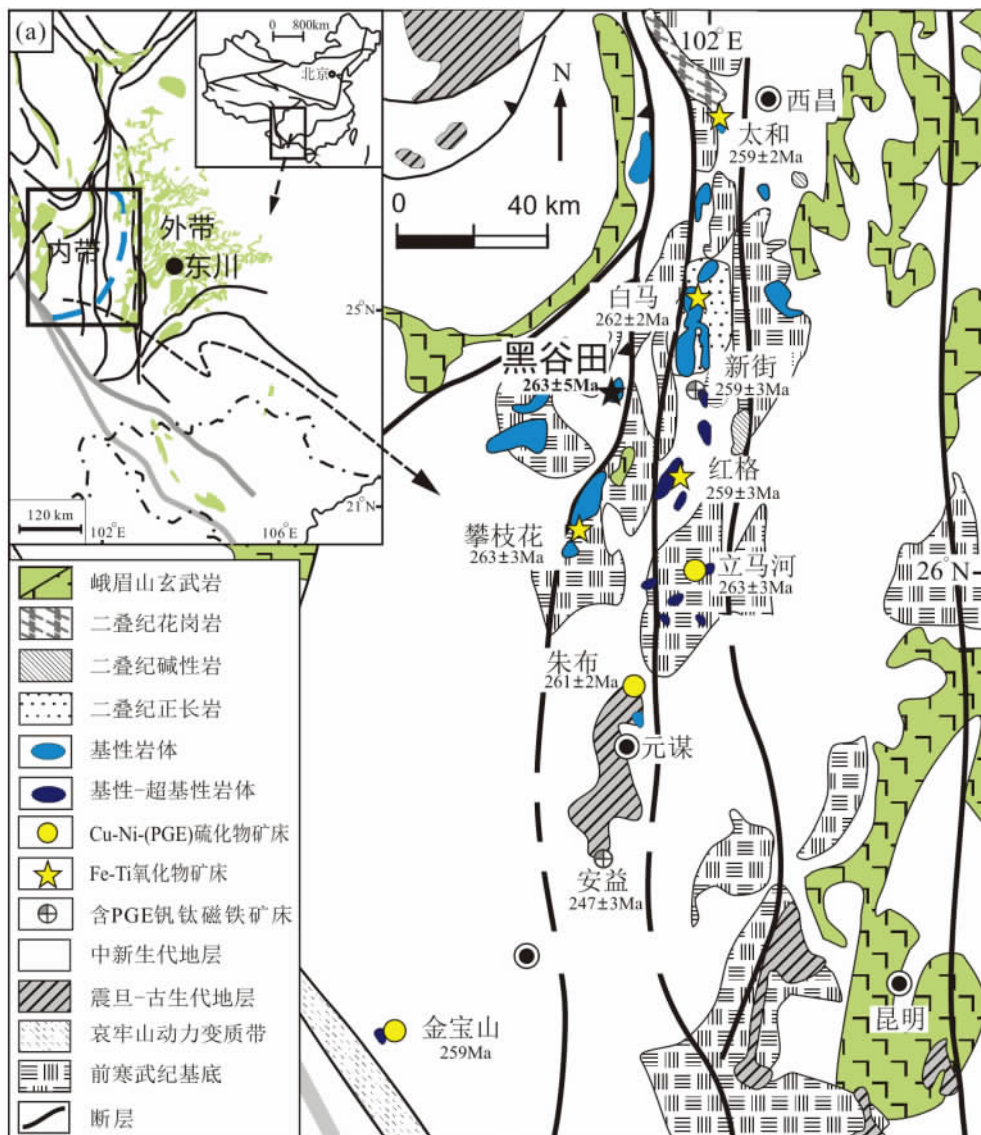 (a)
0 800km
北京
外带
内带
东川
25°N
21°N
120 km
102°E
106°E
102°E
N
0 40 km
西昌
太和
259±2Ma
白马
262±2Ma
黑谷田
263±5Ma
新街
259±3Ma
红格
259±3Ma
攀枝花
263±3Ma
立马河
263±3Ma
26°N
朱布
261±2Ma
元谋
安益
247±3Ma
金宝山
259Ma
昆明
峨眉山玄武岩
二叠纪花岗岩
二叠纪碱性岩
二叠纪正长岩
基性岩体
基性-超基性岩体
Cu-Ni-(PGE)硫化物矿床
Fe-Ti氧化物矿床
含PGE钒钛磁铁矿床
中新生代地层
震旦-古生代地层
哀牢山动力变质带
前寒武纪基底
断层